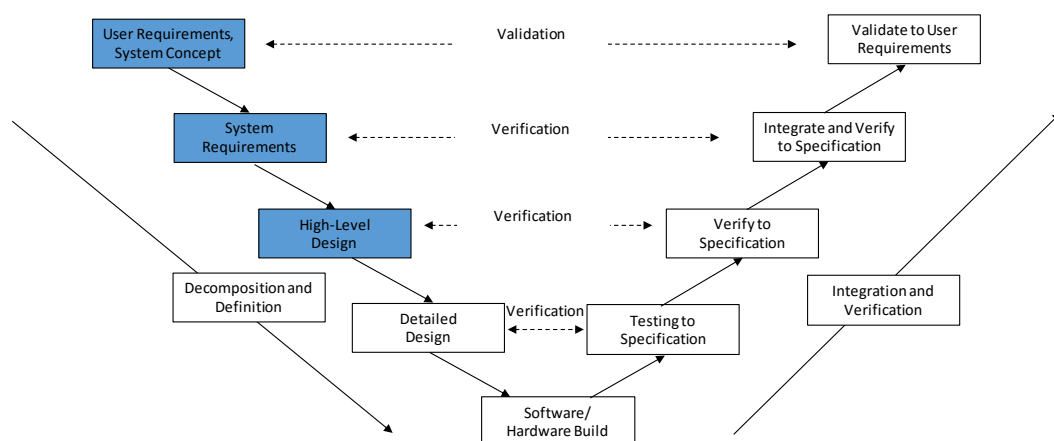 User Requirements,
System Concept
Validation
Validate to User
Requirements
System
Requirements
Verification
Integrate and Verify
to Specification
High-Level
Design
Verification
Verify to
Specification
Decomposition and
Definition
Detailed
Design
Verification
Testing to
Specification
Integration and
Verification
Software/
Hardware Build